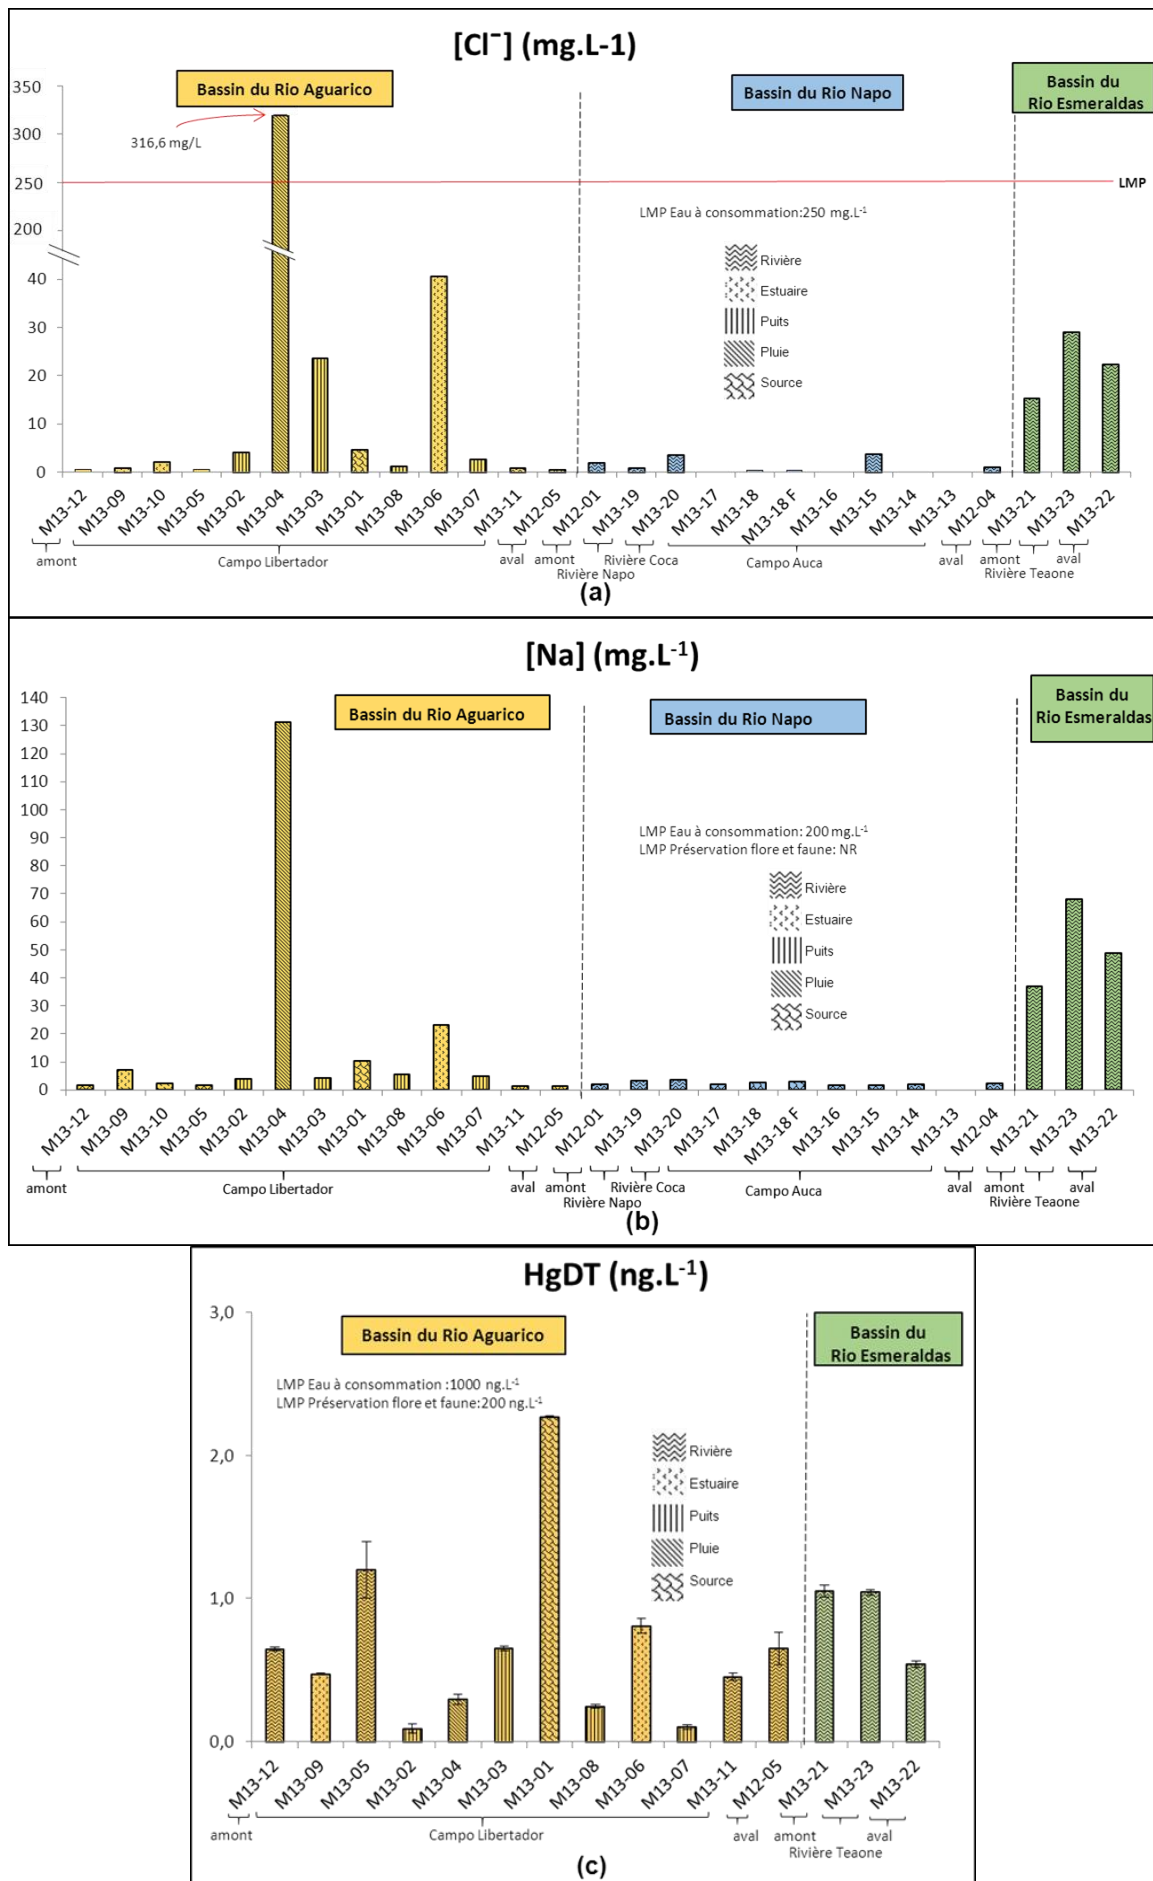 [Cl⁻] (mg.L-1)
Bassin du Rio Aguarico
Bassin du Rio Napo
Bassin du
Rio Esmeraldas
350
300
250
200
40
30
20
10
0
316,6 mg/L
LMP
LMP Eau à consommation:250 mg.L⁻¹
Rivière
Estuaire
Puits
Pluie
Source
M13-12 M13-09 M13-10 M13-05 M13-02 M13-04 M13-03 M13-01 M13-08 M13-06 M13-07 M13-11 M12-05 M12-01 M13-19 M13-20 M13-17 M13-18 M13-18 F M13-16 M13-15 M13-14 M13-13 M12-04 M13-21 M13-23 M13-22
amont Campo Libertador aval amont Rivière Coca Campo Auca aval amont aval
Rivière Napo Rivière Teaone
(a)
[Na] (mg.L⁻¹)
Bassin du Rio Aguarico
Bassin du Rio Napo
Bassin du
Rio Esmeraldas
140
130
120
110
100
90
80
70
60
50
40
30
20
10
0
LMP Eau à consommation: 200 mg.L⁻¹
LMP Préservation flore et faune: NR
Rivière
Estuaire
Puits
Pluie
Source
M13-12 M13-09 M13-10 M13-05 M13-02 M13-04 M13-03 M13-01 M13-08 M13-06 M13-07 M13-11 M12-05 M12-01 M13-19 M13-20 M13-17 M13-18 M13-18 F M13-16 M13-15 M13-14 M13-13 M12-04 M13-21 M13-23 M13-22
amont Campo Libertador aval amont Rivière Coca Campo Auca aval amont aval
Rivière Napo Rivière Teaone
(b)
HgDT (ng.L⁻¹)
Bassin du Rio Aguarico
Bassin du
Rio Esmeraldas
3,0
2,0
1,0
0,0
LMP Eau à consommation :1000 ng.L⁻¹
LMP Préservation flore et faune:200 ng.L⁻¹
Rivière
Estuaire
Puits
Pluie
Source
M13-12 M13-09 M13-05 M13-02 M13-04 M13-03 M13-01 M13-08 M13-06 M13-07 M13-11 M12-05 M13-21 M13-23 M13-22
amont Campo Libertador aval amont aval
Rivière Teaone
(c)